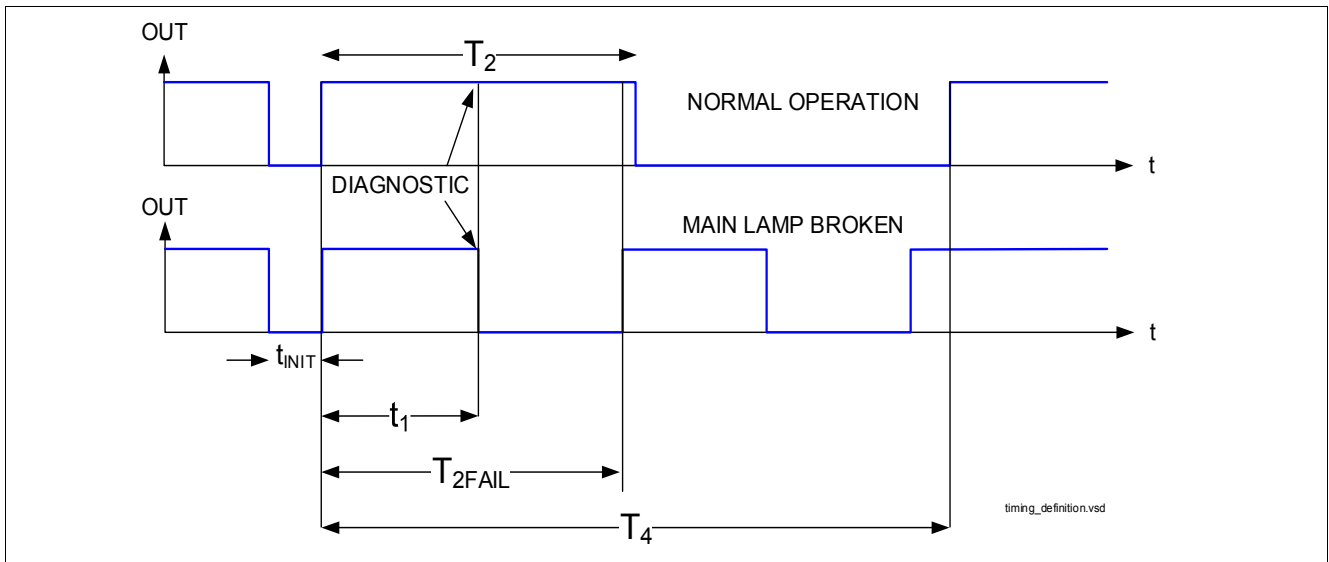 OUT
T2
NORMAL OPERATION
t
DIAGNOSTIC
OUT
MAIN LAMP BROKEN
t
tINIT
t1
T2FAIL
timing_definition.vsd
T4